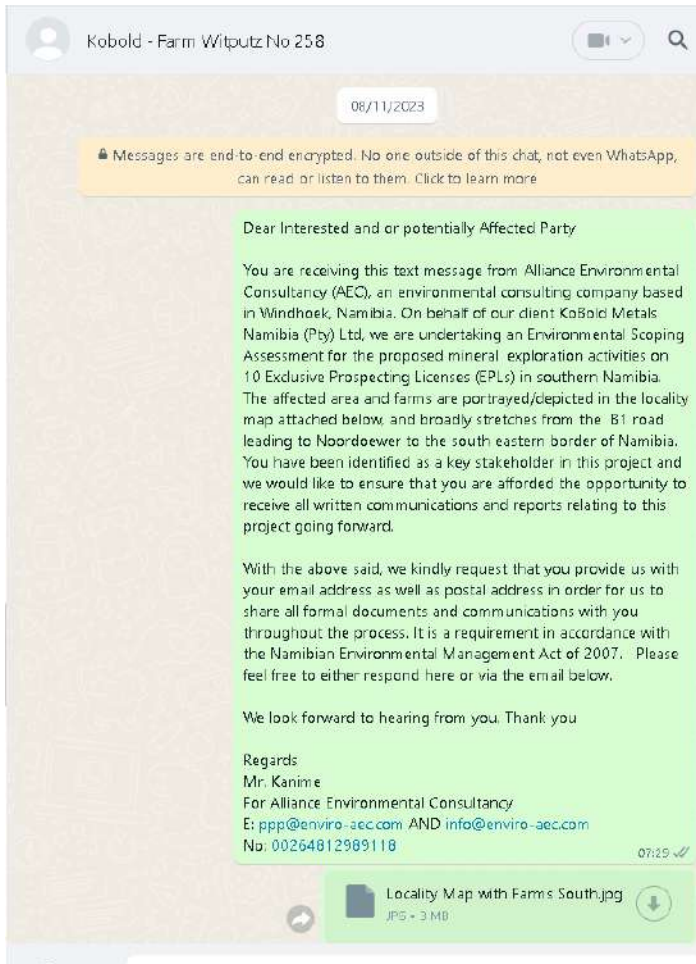 Kobold - Farm Witputz No 258
08/11/2023
Messages are end-to-end encrypted. No one outside of this chat, not even WhatsApp,
can read or listen to them. Click to learn more
Dear Interested and or potentially Affected Party
You are receiving this text message from Alliance Environmental
Consultancy (AEC), an environmental consulting company based
in Windhoek, Namibia. On behalf of our client KoBold Metals
Namibia (Pty) Ltd, we are undertaking an Environmental Scoping
Assessment for the proposed mineral exploration activities on
10 Exclusive Prospecting Licenses (EPLs) in southern Namibia.
The affected area and farms are portrayed/depicted in the locality
map attached below, and broadly stretches from the B1 road
leading to Noordoewer to the south eastern border of Namibia.
You have been identified as a key stakeholder in this project and
we would like to ensure that you are afforded the opportunity to
receive all written communications and reports relating to this
project going forward.
With the above said, we kindly request that you provide us with
your email address as well as postal address in order for us to
share all formal documents and communications with you
throughout the process. It is a requirement in accordance with
the Namibian Environmental Management Act of 2007. Please
feel free to either respond here or via the email below.
We look forward to hearing from you. Thank you
Regards
Mr. Kanime
For Alliance Environmental Consultancy
E: ppp@enviro-aec.com AND info@enviro-aec.com
No: 00264812989118
07:29
Locality Map with Farms South.jpg
JPG • 3 MB